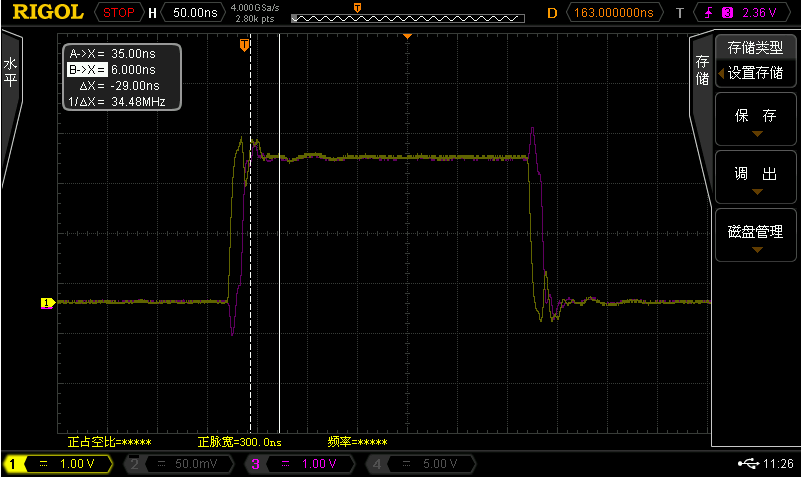 RIGOL STOP H 50.00ns 4.000GSa/s D 163.000000ns T 3 2.36 V
2.80k pts
T
水平
T
A->X= 35.00ns
B->X= 6.000ns
ΔX= -29.00ns
1/ΔX= 34.48MHz
存储
存储类型
设置存储
保 存
调 出
磁盘管理
1
正占空比=***** 正脉宽=300.0ns 频率=*****
1 1.00 V 2 50.0mV 3 1.00 V 4 5.00 V 11:26